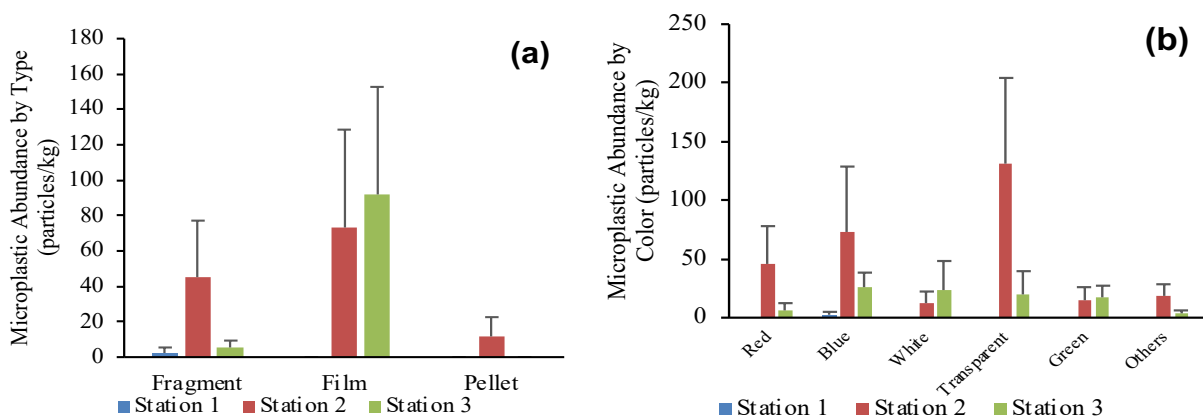 (a)
Microplastic Abundance by Type
(particles/kg)
180
160
140
120
100
80
60
40
20
0
Fragment Film Pellet
Station 1 Station 2 Station 3
(b)
Microplastic Abundance by
Color (particles/kg)
250
200
150
100
50
0
Red Blue White Transparent Green Others
Station 1 Station 2 Station 3